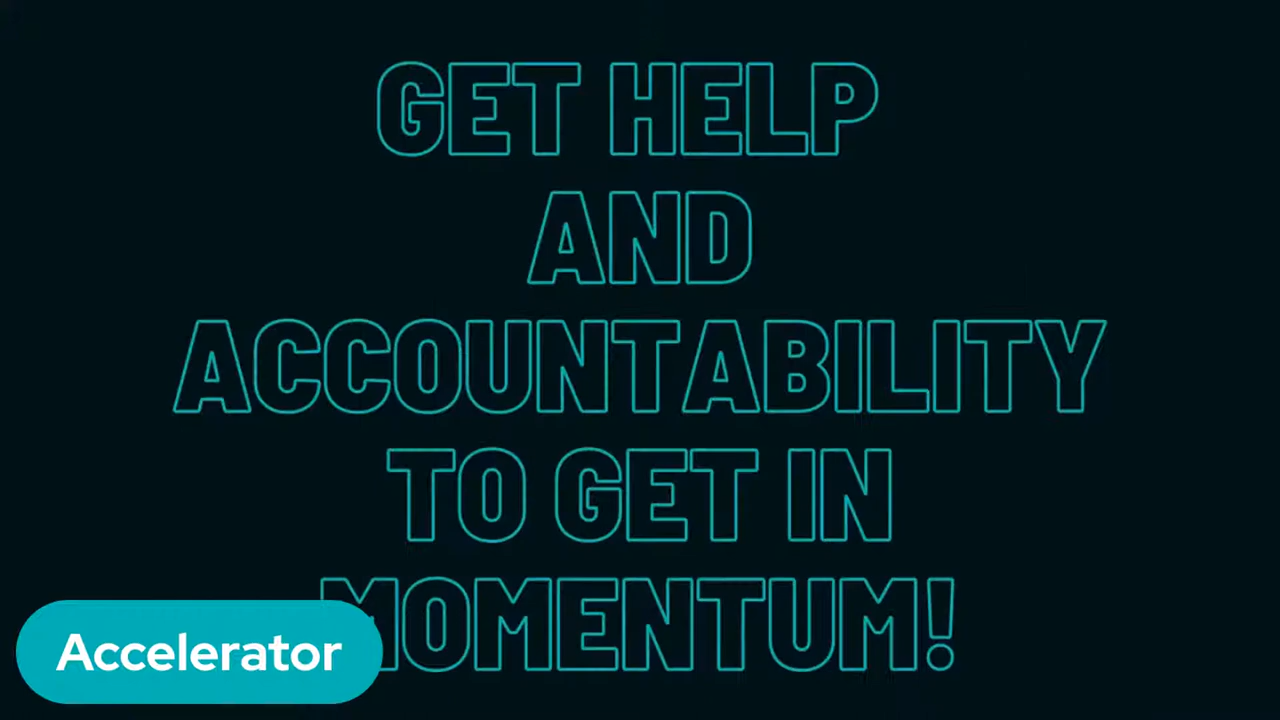 GET HELP
AND
ACCOUNTABILITY
TO GET IN
MOMENTUM!
Accelerator